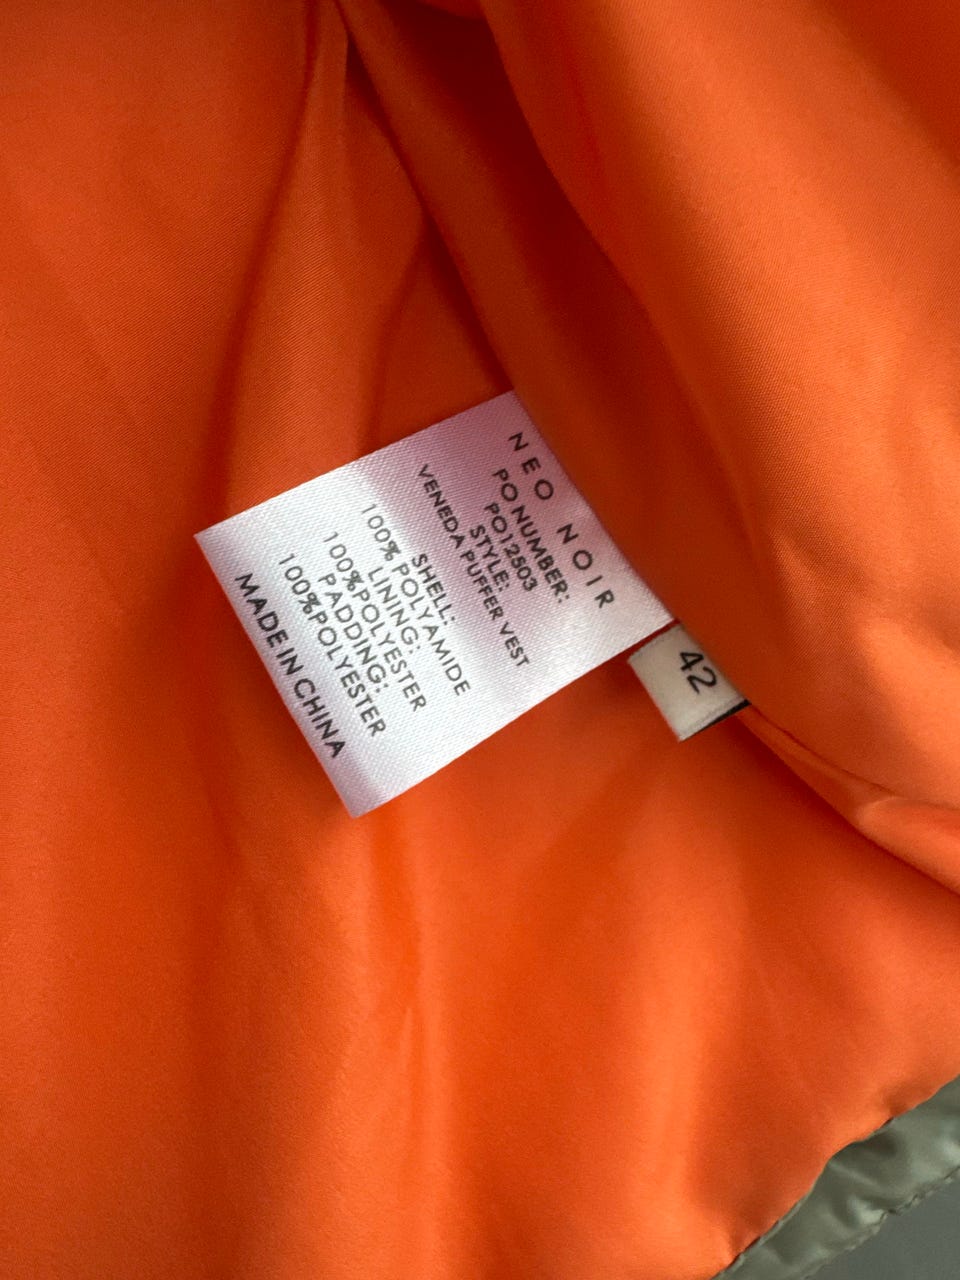 NEO NOIR
PO NUMBER:
PO12503
STYLE:
VENEDA PUFFER VEST
SHELL:
100% POLYAMIDE
LINING:
100%POLYESTER
PADDING:
100%POLYESTER
MADE IN CHINA
42